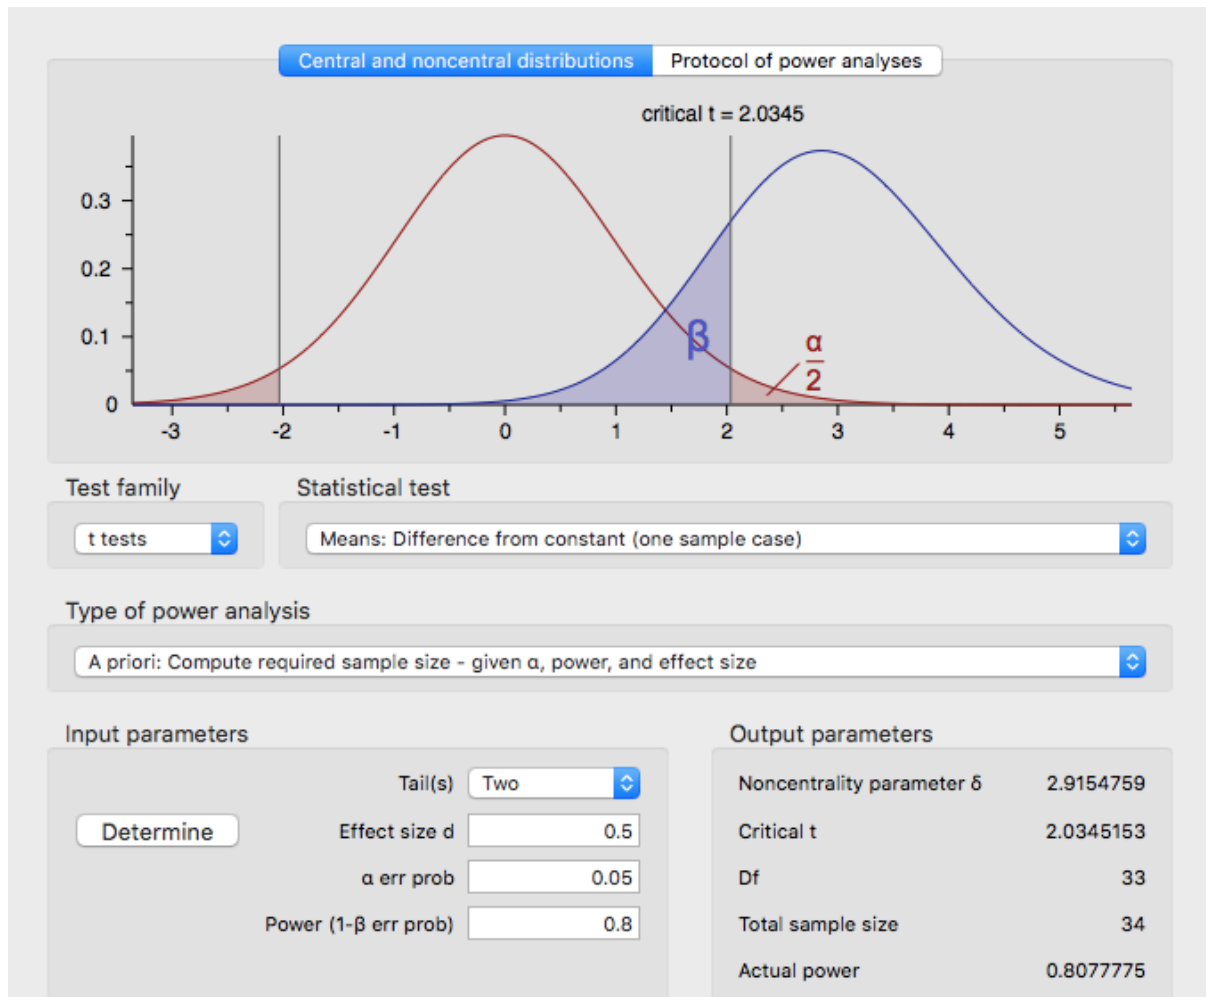 Central and noncentral distributions Protocol of power analyses
critical t = 2.0345
0.3
0.2
β
α
0.1
2
0
-3 -2 -1 0 1 2 3 4 5
Test family Statistical test
t tests Means: Difference from constant (one sample case)
Type of power analysis
A priori: Compute required sample size - given α, power, and effect size
Input parameters Output parameters
Tail(s) Two Noncentrality parameter δ 2.9154759
Determine Effect size d 0.5 Critical t 2.0345153
α err prob 0.05 Df 33
Power (1-β err prob) 0.8 Total sample size 34
Actual power 0.8077775